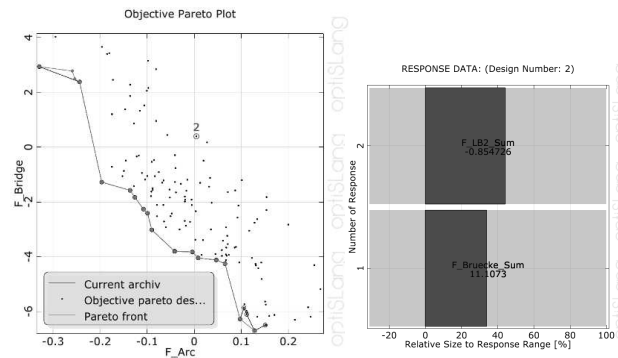 Objective Pareto Plot
F_Bridge
4
2
0
-2
-4
-6
2
Current archiv
Objective pareto des...
Pareto front
-0.3
-0.2
-0.1
0.0
0.1
0.2
F_Arc
optiSLang optiSLang optiSLang
RESPONSE DATA: (Design Number: 2)
Number of Response
2
1
F_LB2_Sum
-0.854726
F_Bruecke_Sum
11.1073
-20
0
20
40
60
80
100
Relative Size to Response Range [%]